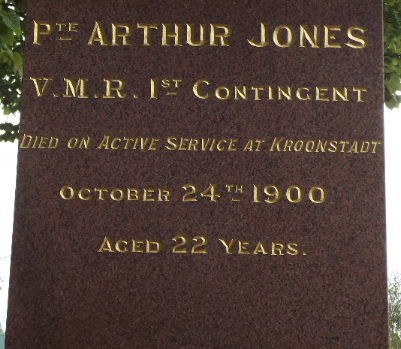 PTE ARTHUR JONES
V.M.R. 1ST CONTINGENT
DIED ON ACTIVE SERVICE AT KROONSTADT
OCTOBER 24TH 1900
AGED 22 YEARS.